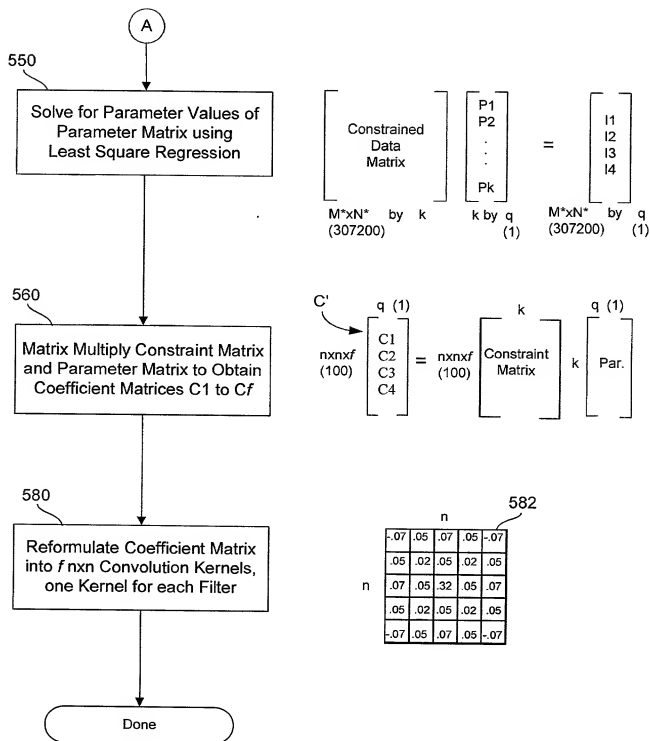 A
550
Solve for Parameter Values of
Parameter Matrix using
Least Square Regression
Constrained
Data
Matrix
P1
P2
.
.
.
Pk
=
I1
I2
I3
I4
M*xN* by k
(307200)
k by q
(1)
M*xN* by q
(307200) (1)
560
Matrix Multiply Constraint Matrix
and Parameter Matrix to Obtain
Coefficient Matrices C1 to Cf
C'
q (1)
nxnxf
(100)
C1
C2
C3
C4
=
nxnxf
(100)
k
Constraint
Matrix
k
q (1)
Par.
580
Reformulate Coefficient Matrix
into f nxn Convolution Kernels,
one Kernel for each Filter
n
582
n
-.07 .05 .07 .05 -.07
.05 .02 .05 .02 .05
.07 .05 .32 .05 .07
.05 .02 .05 .02 .05
-.07 .05 .07 .05 -.07
Done